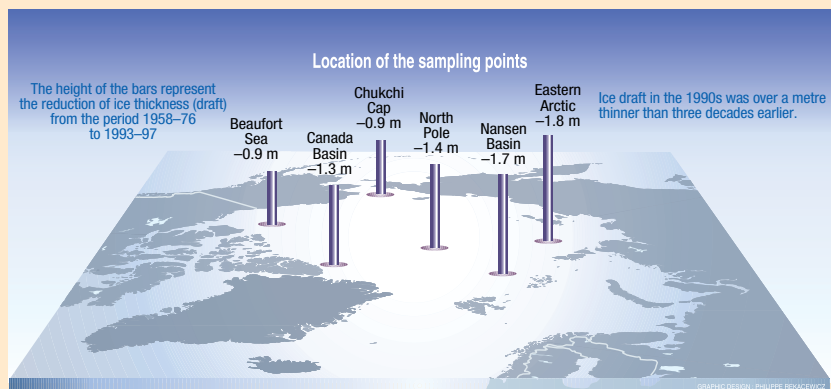 Location of the sampling points
The height of the bars represent
the reduction of ice thickness (draft)
from the period 1958–76
to 1993–97
Beaufort
Sea
–0.9 m
Canada
Basin
–1.3 m
Chukchi
Cap
–0.9 m
North
Pole
–1.4 m
Nansen
Basin
–1.7 m
Eastern
Arctic
–1.8 m
Ice draft in the 1990s was over a metre
thinner than three decades earlier.
GRAPHIC DESIGN : PHILIPPE REKACEWICZ